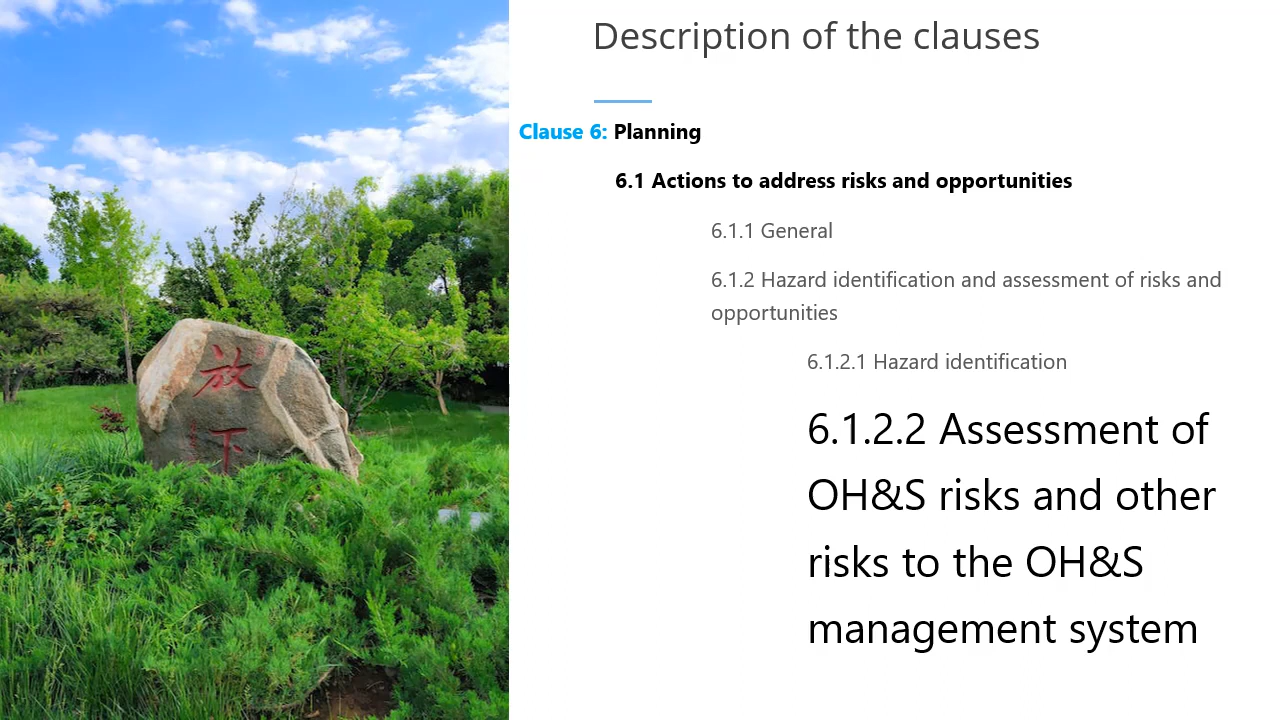 Description of the clauses
Clause 6: Planning
6.1 Actions to address risks and opportunities
6.1.1 General
6.1.2 Hazard identification and assessment of risks and
opportunities
6.1.2.1 Hazard identification
6.1.2.2 Assessment of
OH&S risks and other
risks to the OH&S
management system
放
下